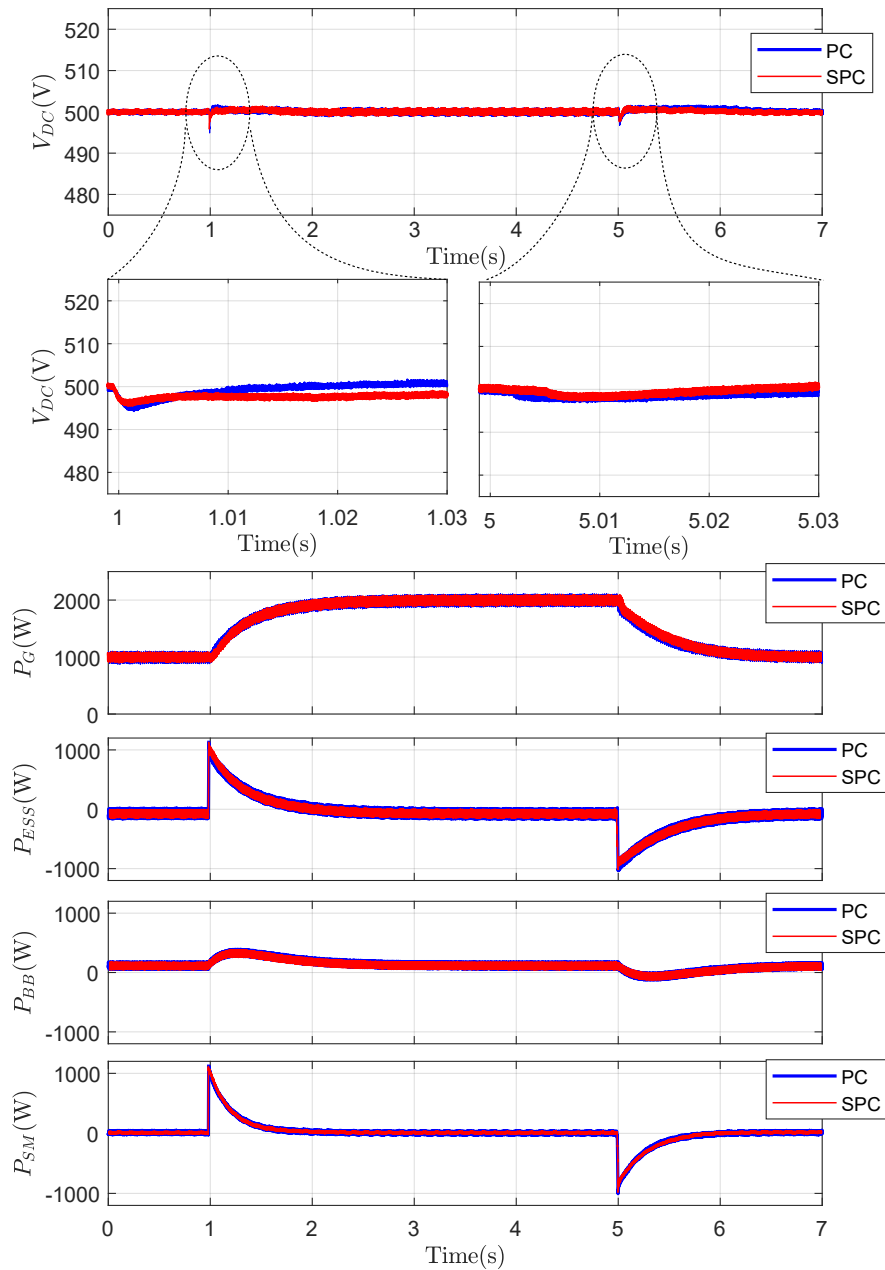 520
510
500
490
480
V_DC(V)
PC
SPC
0 1 2 3 4 5 6 7
Time(s)
520
510
500
490
480
V_DC(V)
1 1.01 1.02 1.03
Time(s)
5 5.01 5.02 5.03
Time(s)
2000
1000
0
P_G(W)
PC
SPC
1000
0
-1000
P_ESS(W)
PC
SPC
1000
0
-1000
P_BB(W)
PC
SPC
1000
0
-1000
P_SM(W)
PC
SPC
0 1 2 3 4 5 6 7
Time(s)